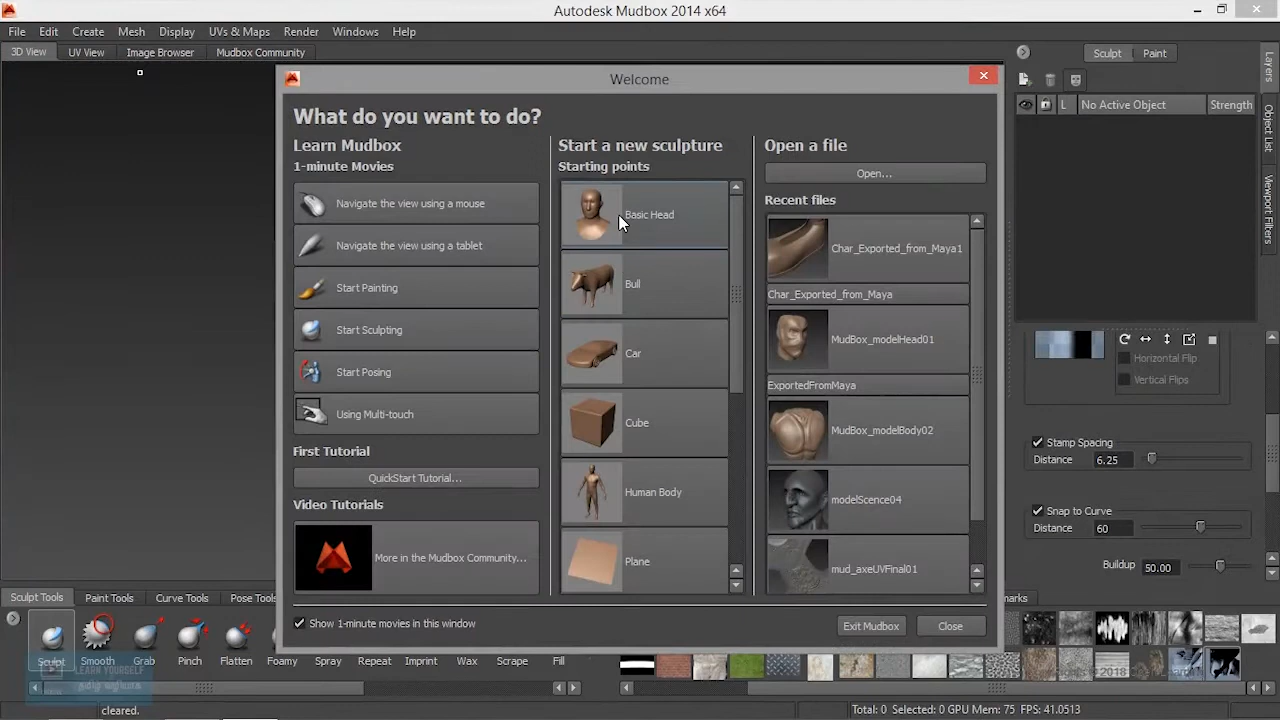 Autodesk Mudbox 2014 x64
File Edit Create Mesh Display UVs & Maps Render Windows Help
3D View UV View Image Browser Mudbox Community
Sculpt Paint
Layers
Object List
Viewport Filters
L No Active Object Strength
Welcome
What do you want to do?
Learn Mudbox
1-minute Movies
Navigate the view using a mouse
Navigate the view using a tablet
Start Painting
Start Sculpting
Start Posing
Using Multi-touch
First Tutorial
QuickStart Tutorial...
Video Tutorials
More in the Mudbox Community...
Show 1-minute movies in this window
Start a new sculpture
Starting points
Basic Head
Bull
Car
Cube
Human Body
Plane
Open a file
Open...
Recent files
Char_Exported_from_Maya1
Char_Exported_from_Maya
MudBox_modelHead01
ExportedFromMaya
MudBox_modelBody02
modelScence04
mud_axeUVFinal01
Exit Mudbox Close
Horizontal Flip
Vertical Flips
Stamp Spacing
Distance 6.25
Snap to Curve
Distance 60
Buildup 50.00
Sculpt Tools Paint Tools Curve Tools Pose Tools
marks
Sculpt Smooth Grab Pinch Flatten Foamy Spray Repeat Imprint Wax Scrape Fill
LEARN YOURSELF
2018
cleared.
Total: 0 Selected: 0 GPU Mem: 75 FPS: 41.0513